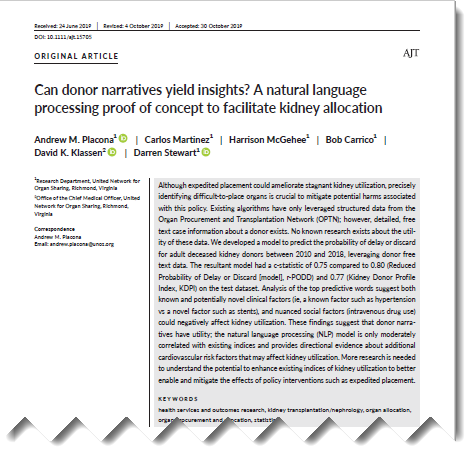 Received: 24 June 2019 | Revised: 4 October 2019 | Accepted: 30 October 2019
DOI: 10.1111/ajt.15705
ORIGINAL ARTICLE
AJT
Can donor narratives yield insights? A natural language
processing proof of concept to facilitate kidney allocation
Andrew M. Placona¹ | Carlos Martinez¹ | Harrison McGehee¹ | Bob Carrico¹ |
David K. Klassen² | Darren Stewart¹
¹Research Department, United Network for
Organ Sharing, Richmond, Virginia
²Office of the Chief Medical Officer, United
Network for Organ Sharing, Richmond,
Virginia
Correspondence
Andrew M. Placona
Email: andrew.placona@unos.org
Although expedited placement could ameliorate stagnant kidney utilization, precisely
identifying difficult-to-place organs is crucial to mitigate potential harms associated
with this policy. Existing algorithms have only leveraged structured data from the
Organ Procurement and Transplantation Network (OPTN); however, detailed, free
text case information about a donor exists. No known research exists about the util-
ity of these data. We developed a model to predict the probability of delay or discard
for adult deceased kidney donors between 2010 and 2018, leveraging donor free
text data. The resultant model had a c-statistic of 0.75 compared to 0.80 (Reduced
Probability of Delay or Discard [model], r-PODD) and 0.77 (Kidney Donor Profile
Index, KDPI) on the test dataset. Analysis of the top predictive words suggest both
known and potentially novel clinical factors (ie, a known factor such as hypertension
vs a novel factor such as stents), and nuanced social factors (intravenous drug use)
could negatively affect kidney utilization. These findings suggest that donor narra-
tives have utility; the natural language processing (NLP) model is only moderately
correlated with existing indices and provides directional evidence about additional
cardiovascular risk factors that may affect kidney utilization. More research is needed
to understand the potential to enhance existing indices of kidney utilization to better
enable and mitigate the effects of policy interventions such as expedited placement.
KEYWORDS
health services and outcomes research, kidney transplantation/nephrology, organ allocation,
organ procurement and allocation,